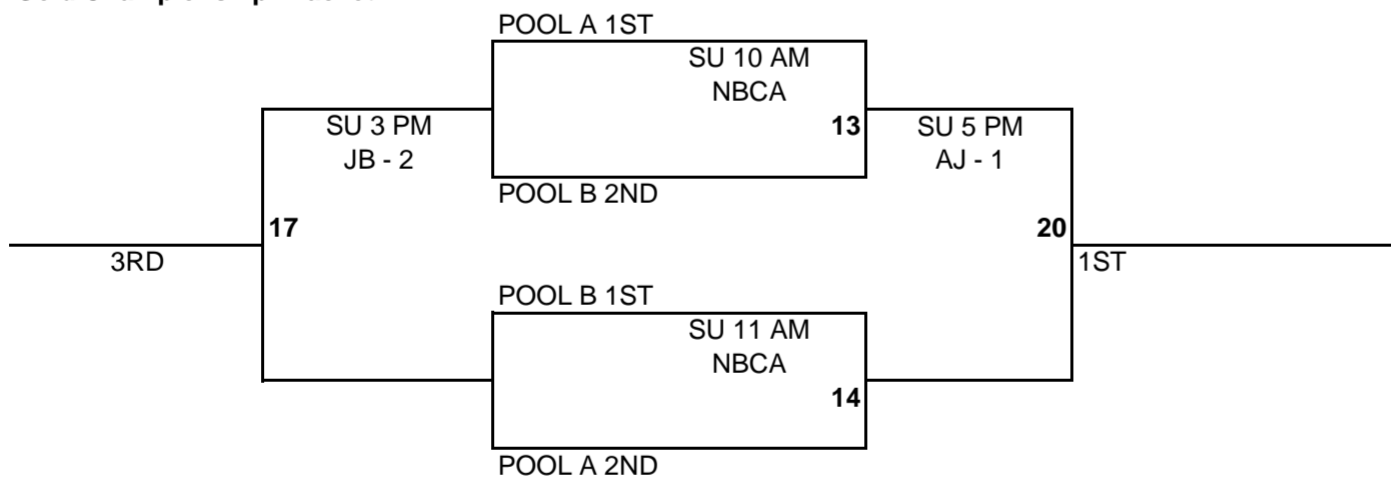 POOL A 1ST
SU 10 AM
NBCA
13
SU 3 PM
JB - 2
SU 5 PM
AJ - 1
POOL B 2ND
17
20
3RD
1ST
POOL B 1ST
SU 11 AM
NBCA
14
POOL A 2ND